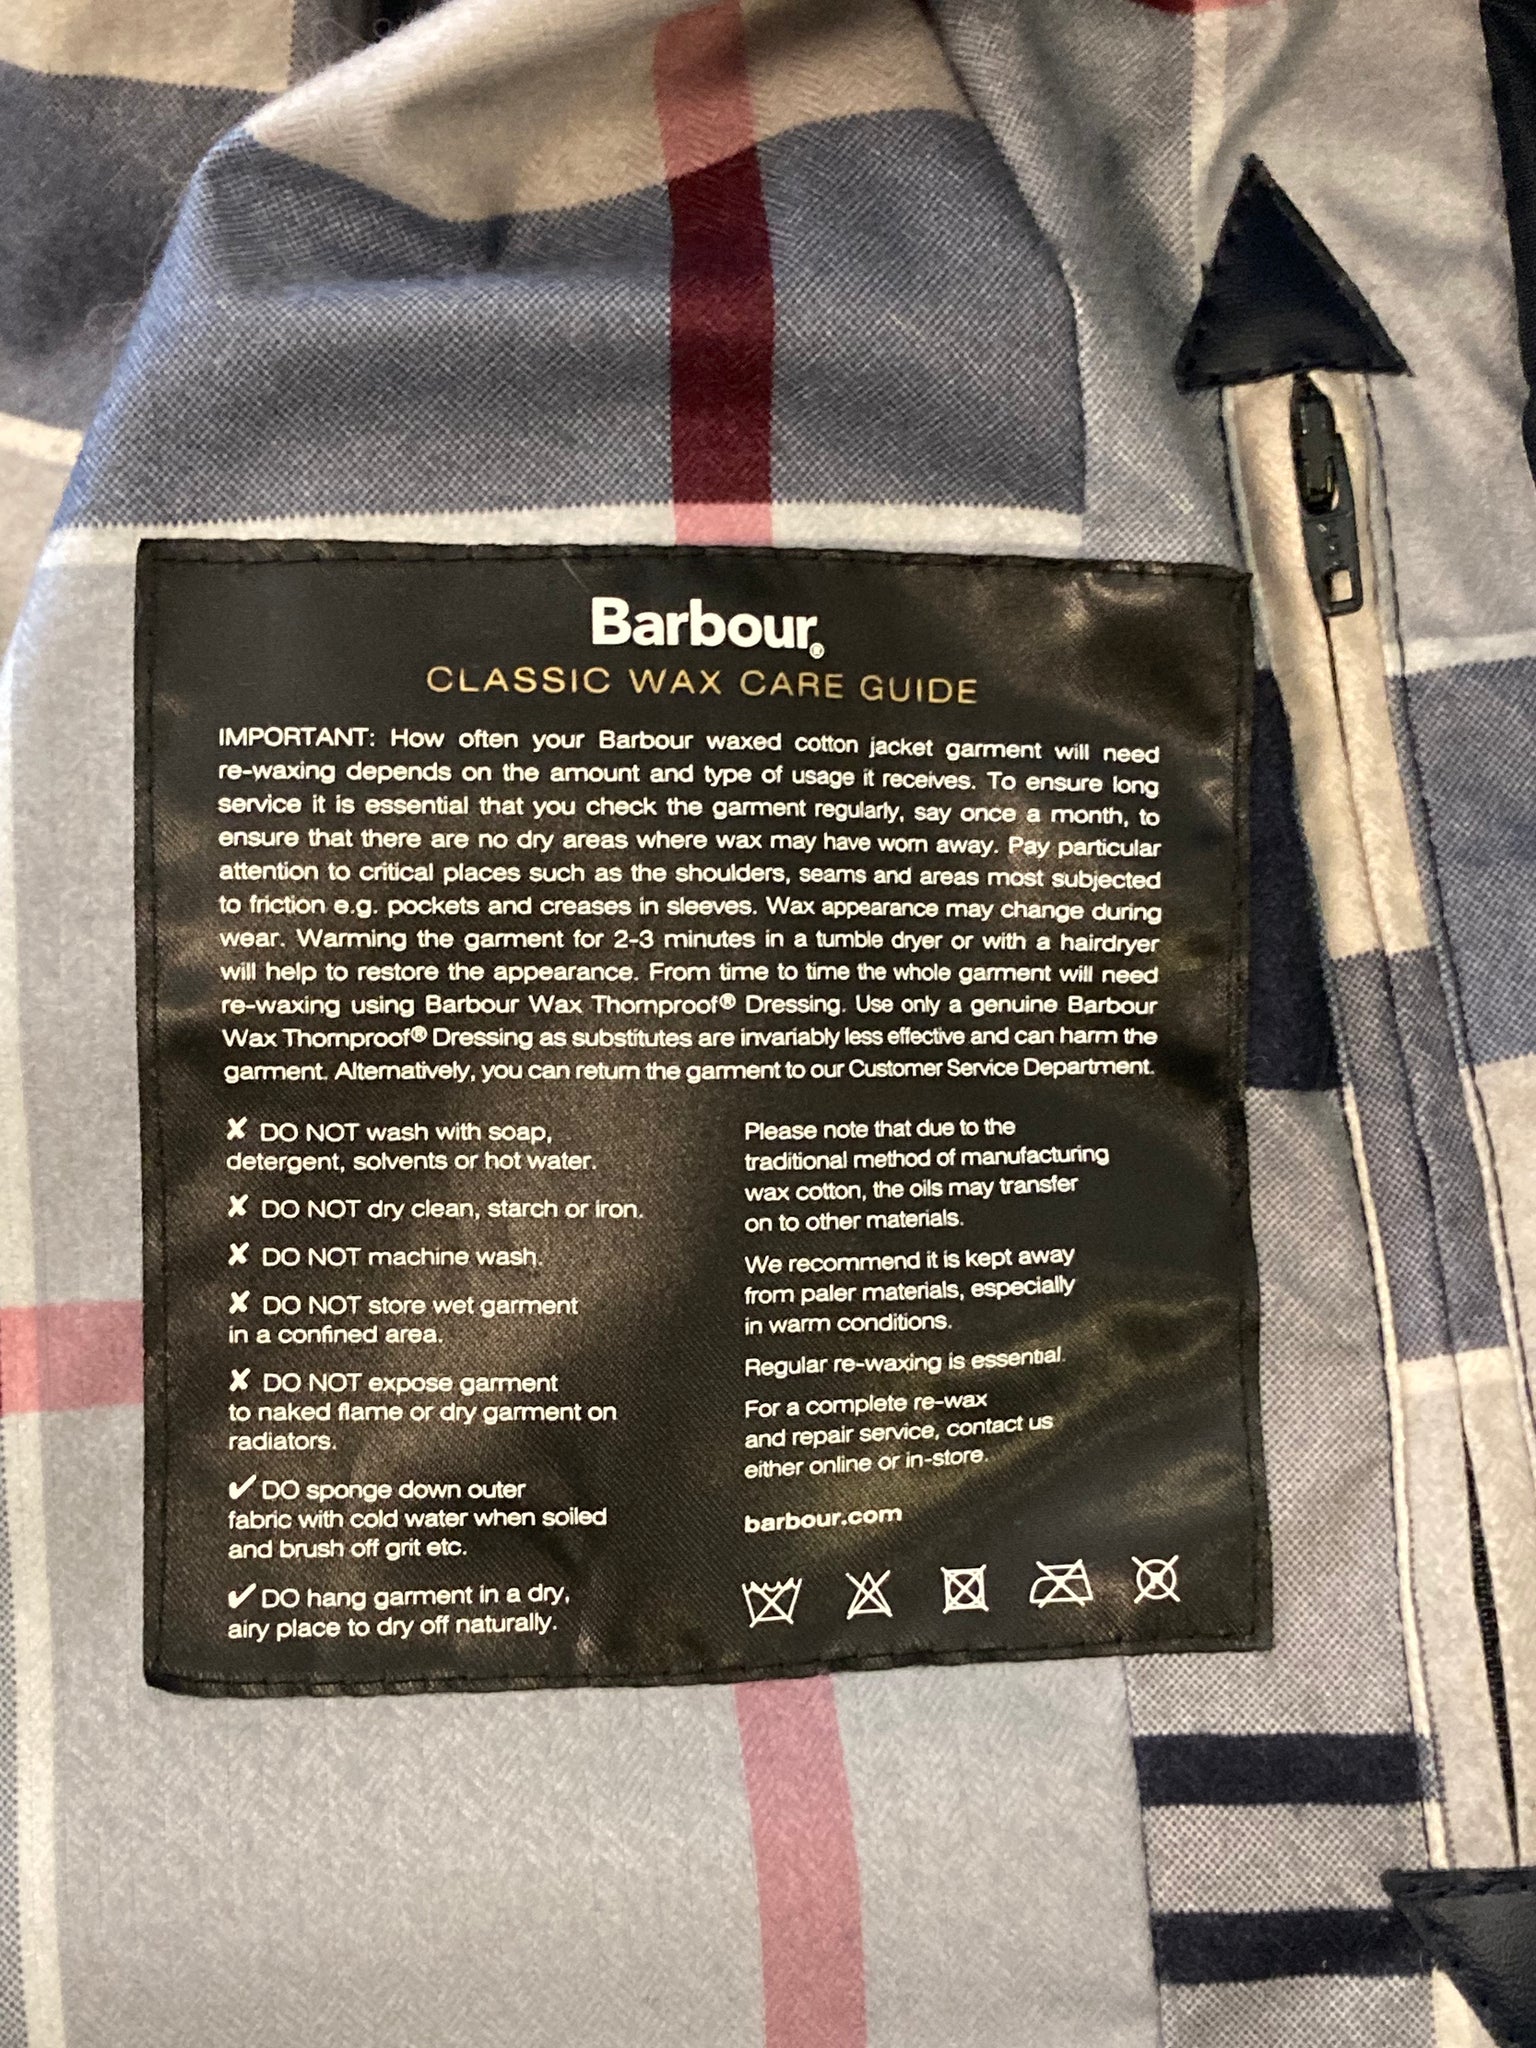 Barbour®
CLASSIC WAX CARE GUIDE
IMPORTANT: How often your Barbour waxed cotton jacket garment will need
re-waxing depends on the amount and type of usage it receives. To ensure long
service it is essential that you check the garment regularly, say once a month, to
ensure that there are no dry areas where wax may have worn away. Pay particular
attention to critical places such as the shoulders, seams and areas most subjected
to friction e.g. pockets and creases in sleeves. Wax appearance may change during
wear. Warming the garment for 2-3 minutes in a tumble dryer or with a hairdryer
will help to restore the appearance. From time to time the whole garment will need
re-waxing using Barbour Wax Thornproof® Dressing. Use only a genuine Barbour
Wax Thornproof® Dressing as substitutes are invariably less effective and can harm the
garment. Alternatively, you can return the garment to our Customer Service Department.
✘ DO NOT wash with soap,
detergent, solvents or hot water.
✘ DO NOT dry clean, starch or iron.
✘ DO NOT machine wash.
✘ DO NOT store wet garment
in a confined area.
✘ DO NOT expose garment
to naked flame or dry garment on
radiators.
✔ DO sponge down outer
fabric with cold water when soiled
and brush off grit etc.
✔ DO hang garment in a dry,
airy place to dry off naturally.
Please note that due to the
traditional method of manufacturing
wax cotton, the oils may transfer
on to other materials.
We recommend it is kept away
from paler materials, especially
in warm conditions.
Regular re-waxing is essential.
For a complete re-wax
and repair service, contact us
either online or in-store.
barbour.com